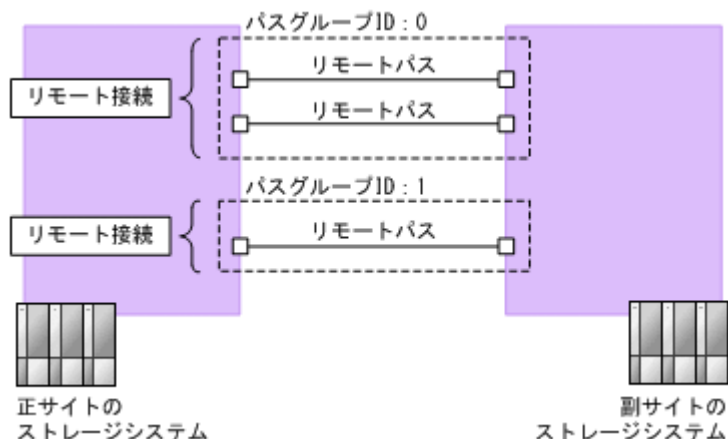 パスグループID：0
リモートパス
リモート接続
リモートパス
パスグループID：1
リモートパス
リモート接続
正サイトの
ストレージシステム
副サイトの
ストレージシステム